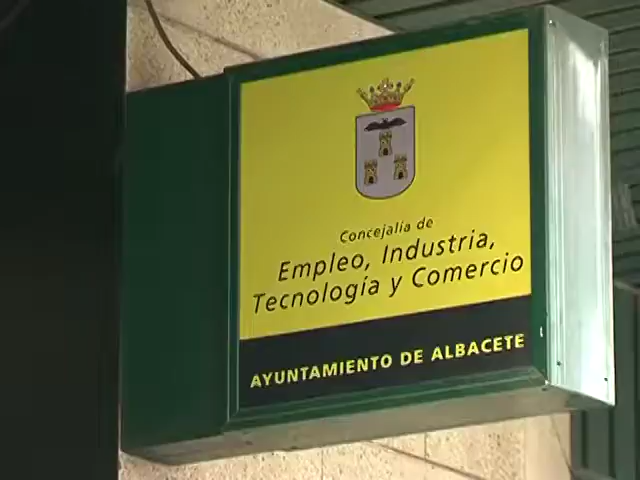 Concejalía de
Empleo, Industria,
Tecnología y Comercio
AYUNTAMIENTO DE ALBACETE